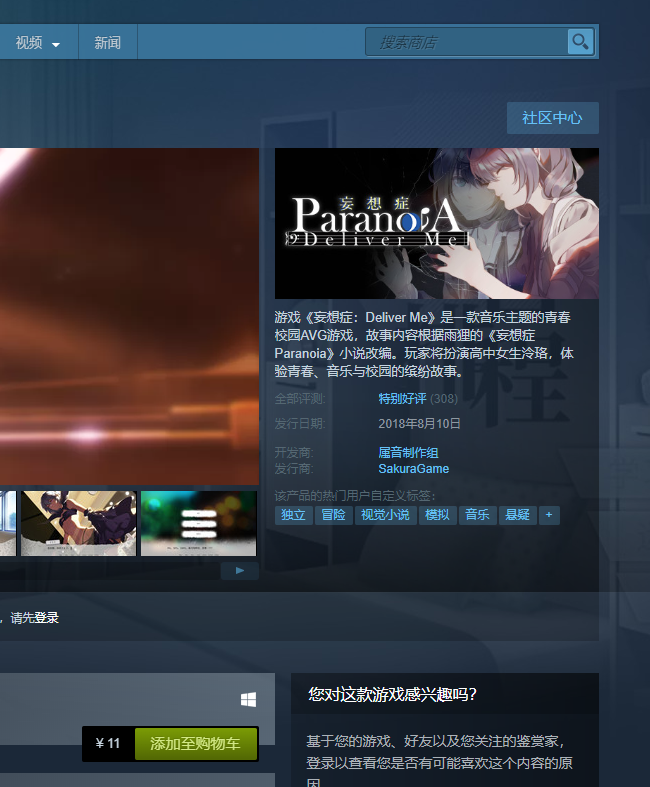 视频
新闻
搜索商店
社区中心
妄想症
ParanoiA
Deliver Me
游戏《妄想症：Deliver Me》是一款音乐主题的青春
校园AVG游戏，故事内容根据雨狸的《妄想症
Paranoia》小说改编。玩家将扮演高中女生泠珞，体
验青春、音乐与校园的缤纷故事。
全部评测: 特别好评 (308)
发行日期: 2018年8月10日
开发商: 厘音制作组
发行商: SakuraGame
该产品的热门用户自定义标签：
独立 冒险 视觉小说 模拟 音乐 悬疑 +
，请先登录
¥ 11 添加至购物车
您对这款游戏感兴趣吗？
基于您的游戏、好友以及您关注的鉴赏家，
登录以查看您是否有可能喜欢这个内容的原
因